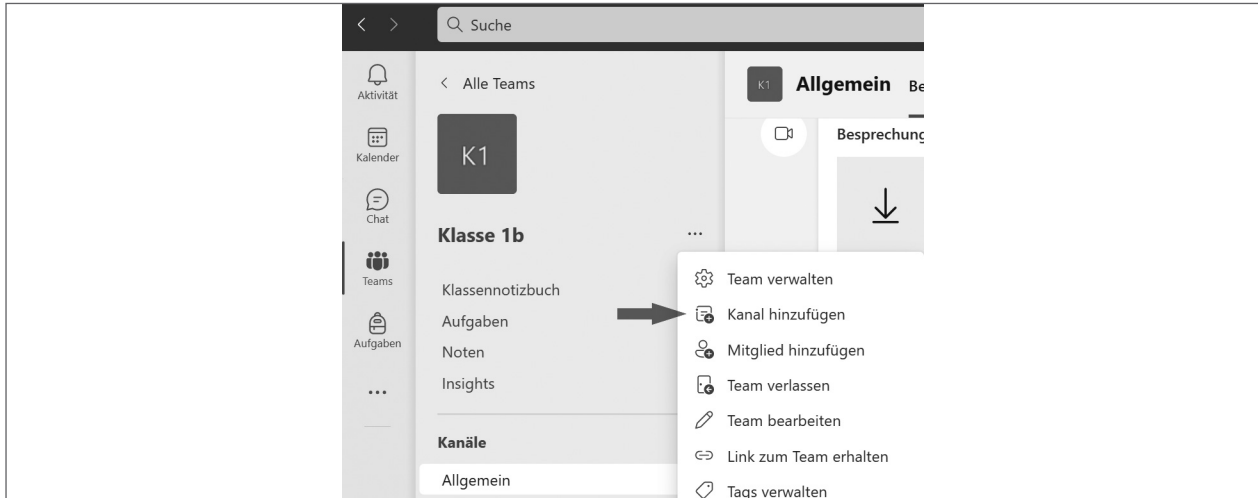 Suche
Aktivität
Kalender
Chat
Teams
Aufgaben
Alle Teams
K1
Klasse 1b
Klassennotizbuch
Aufgaben
Noten
Insights
Kanäle
Allgemein
K1 Allgemein Be
Besprechung
Team verwalten
Kanal hinzufügen
Mitglied hinzufügen
Team verlassen
Team bearbeiten
Link zum Team erhalten
Tags verwalten